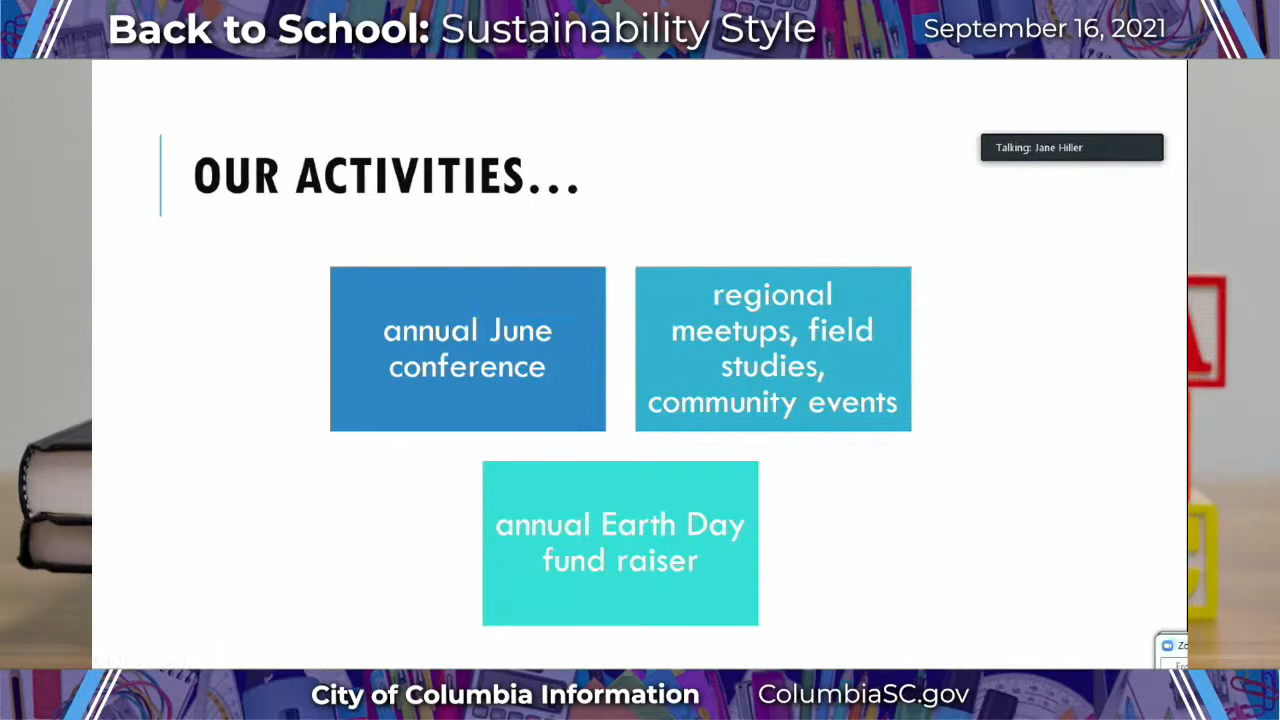 Back to School: Sustainability Style
September 16, 2021
OUR ACTIVITIES...
Talking: Jane Hiller
annual June
conference
regional
meetups, field
studies,
community events
annual Earth Day
fund raiser
City of Columbia Information
ColumbiaSC.gov